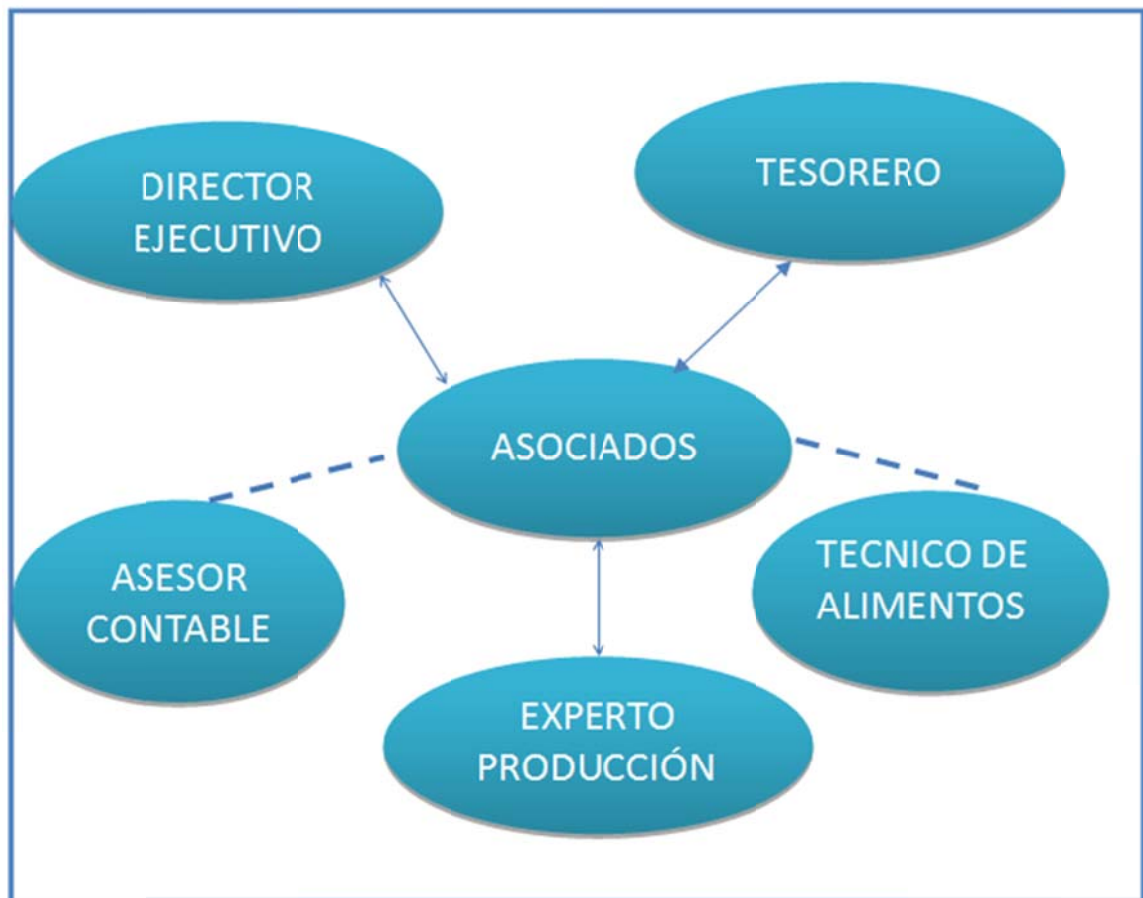 DIRECTOR
EJECUTIVO
TESORERO
ASOCIADOS
ASESOR
CONTABLE
TECNICO DE
ALIMENTOS
EXPERTO
PRODUCCIÓN